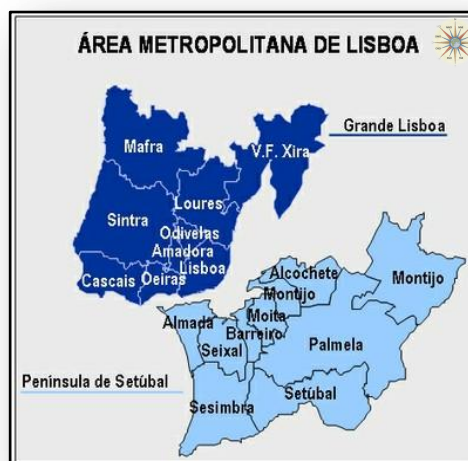 ÁREA METROPOLITANA DE LISBOA
Grande Lisboa
Mafra
V.F. Xira
Loures
Sintra
Odivelas
Amadora
Lisboa
Cascais
Oeiras
Alcochete
Montijo
Montijo
Moita
Almada
Barreiro
Seixal
Palmela
Península de Setúbal
Setúbal
Sesimbra